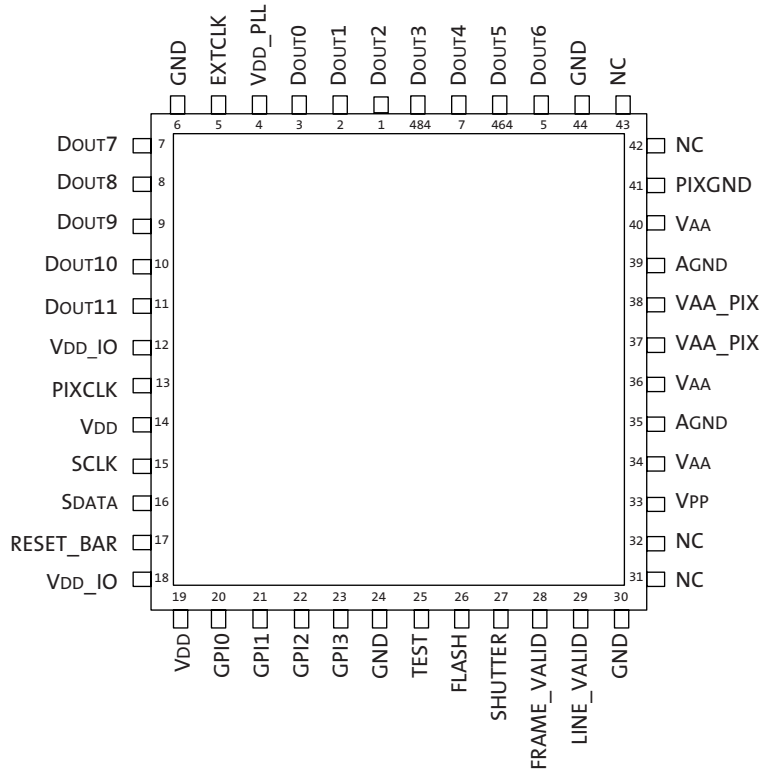 GND
EXTCLK
VDD_PLL
DOUT0
DOUT1
DOUT2
DOUT3
DOUT4
DOUT5
DOUT6
GND
NC
6 5 4 3 2 1 484 7 464 5 44 43
DOUT7 7
DOUT8 8
DOUT9 9
DOUT10 10
DOUT11 11
VDD_IO 12
PIXCLK 13
VDD 14
SCLK 15
SDATA 16
RESET_BAR 17
VDD_IO 18
42 NC
41 PIXGND
40 VAA
39 AGND
38 VAA_PIX
37 VAA_PIX
36 VAA
35 AGND
34 VAA
33 VPP
32 NC
31 NC
19 20 21 22 23 24 25 26 27 28 29 30
VDD
GPI0
GPI1
GPI2
GPI3
GND
TEST
FLASH
SHUTTER
FRAME_VALID
LINE_VALID
GND